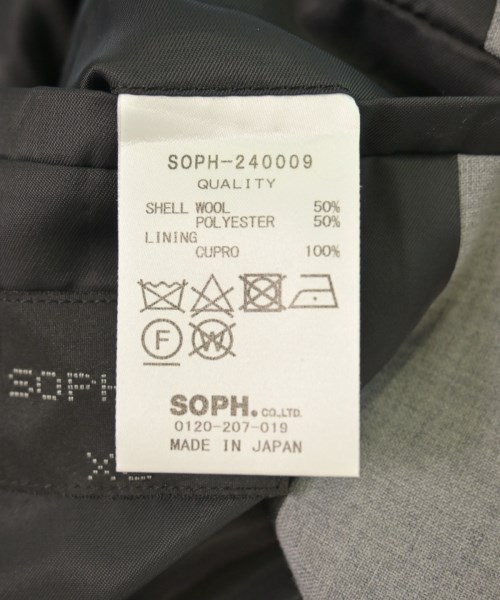 SOPH-240009
QUALITY
SHELL WOOL 50%
POLYESTER 50%
LINING
CUPRO 100%
F W
SOPH. CO.,LTD.
0120-207-019
MADE IN JAPAN
SOPH